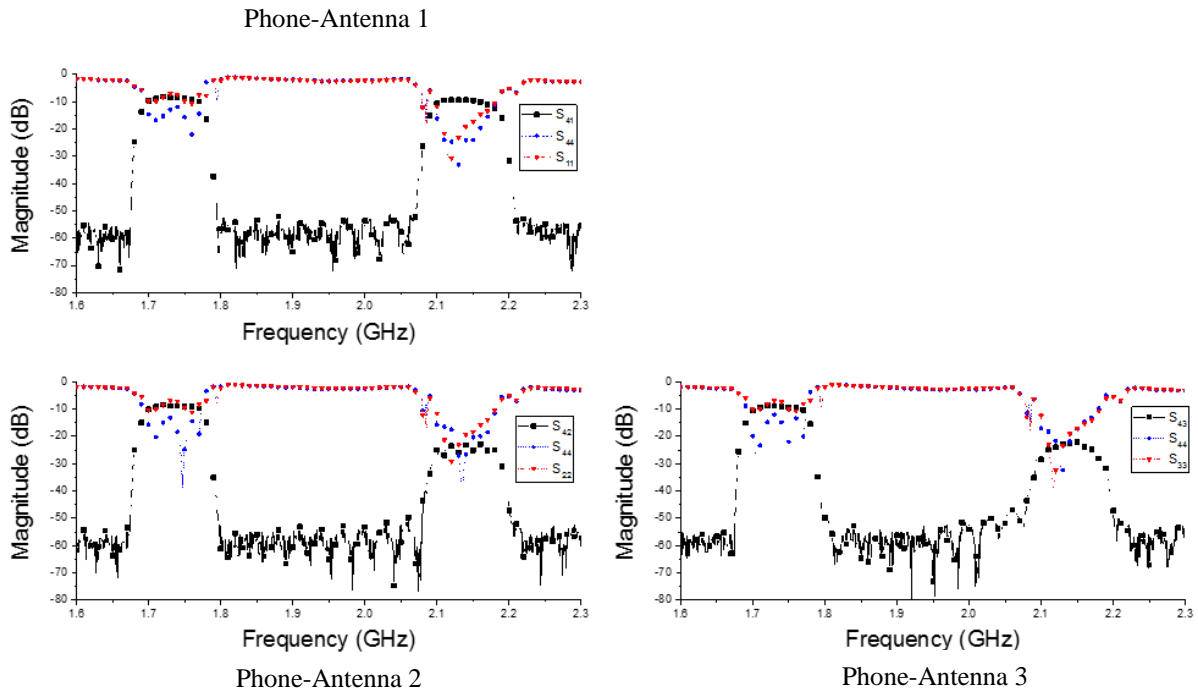 Phone-Antenna 1
Magnitude (dB)
0
-10
-20
-30
-40
-50
-60
-70
-80
1.6 1.7 1.8 1.9 2.0 2.1 2.2 2.3
Frequency (GHz)
S41
S44
S11
Magnitude (dB)
0
-10
-20
-30
-40
-50
-60
-70
-80
1.6 1.7 1.8 1.9 2.0 2.1 2.2 2.3
Frequency (GHz)
S42
S44
S22
Phone-Antenna 2
Magnitude (dB)
0
-10
-20
-30
-40
-50
-60
-70
-80
1.6 1.7 1.8 1.9 2.0 2.1 2.2 2.3
Frequency (GHz)
S43
S44
S33
Phone-Antenna 3